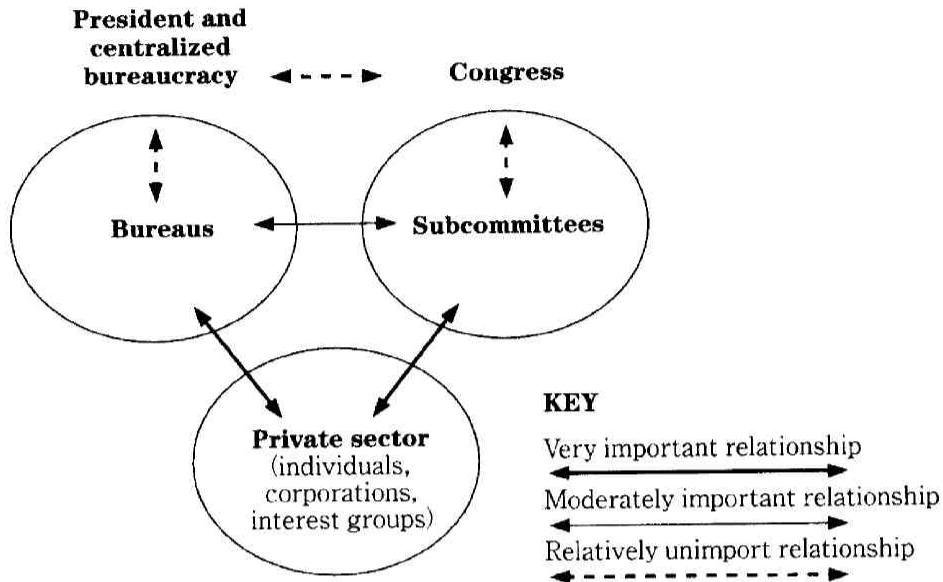 President and
centralized
bureaucracy
Congress
Bureaus
Subcommittees
Private sector
(individuals,
corporations,
interest groups)
KEY
Very important relationship
Moderately important relationship
Relatively unimport relationship